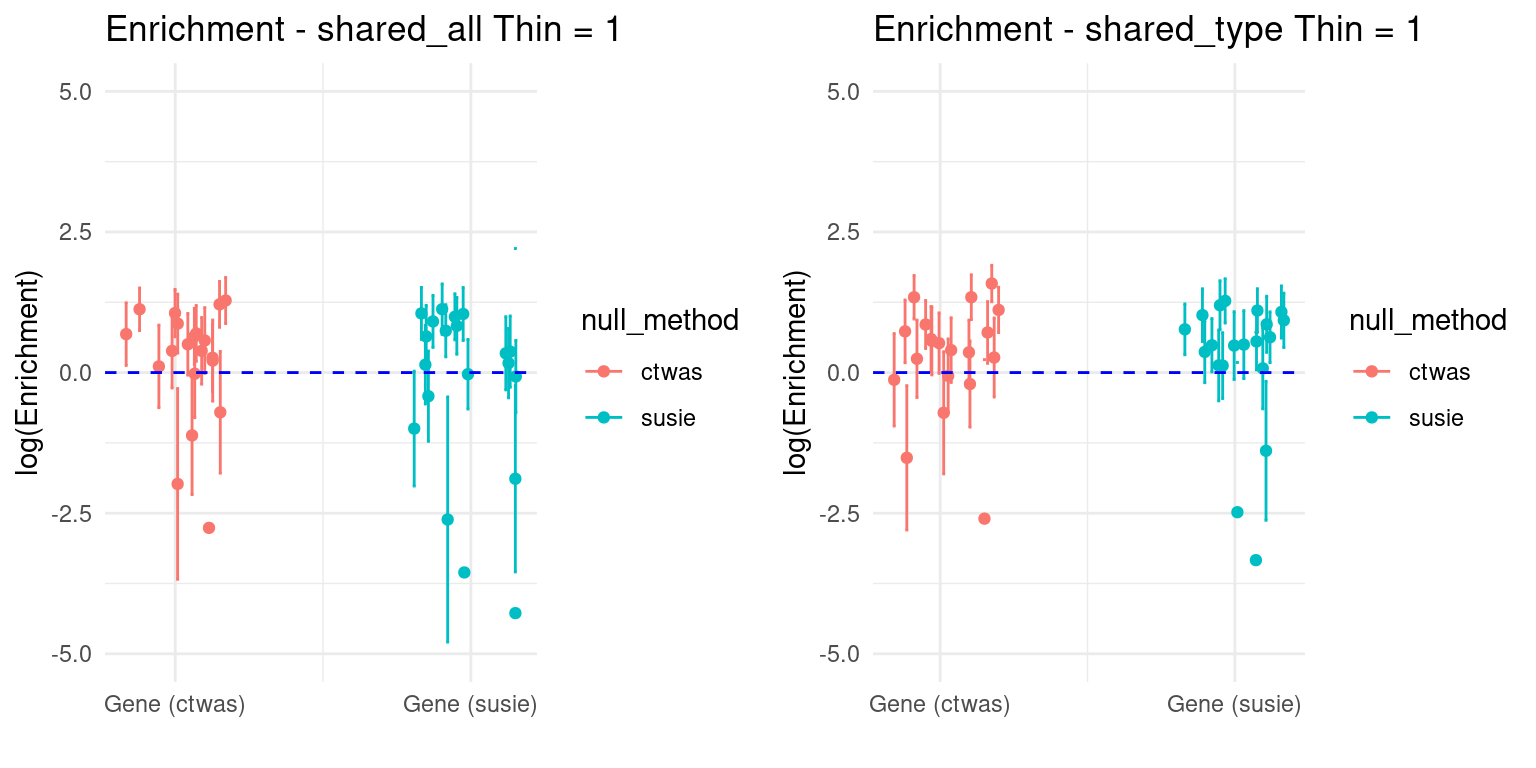 Enrichment - shared_all Thin = 1
5.0
2.5
0.0
-2.5
-5.0
log(Enrichment)
Gene (ctwas)
Gene (susie)
null_method
ctwas
susie
Enrichment - shared_type Thin = 1
5.0
2.5
0.0
-2.5
-5.0
log(Enrichment)
Gene (ctwas)
Gene (susie)
null_method
ctwas
susie